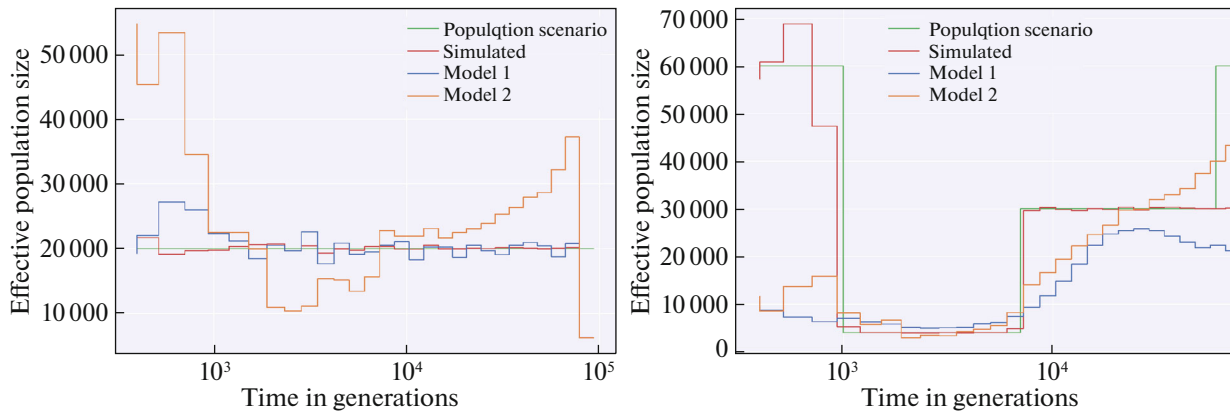 Effective population size
50 000
40 000
30 000
20 000
10 000
Populqtion scenario
Simulated
Model 1
Model 2
10³
10⁴
10⁵
Time in generations
Effective population size
70 000
60 000
50 000
40 000
30 000
20 000
10 000
0
Populqtion scenario
Simulated
Model 1
Model 2
10³
10⁴
Time in generations